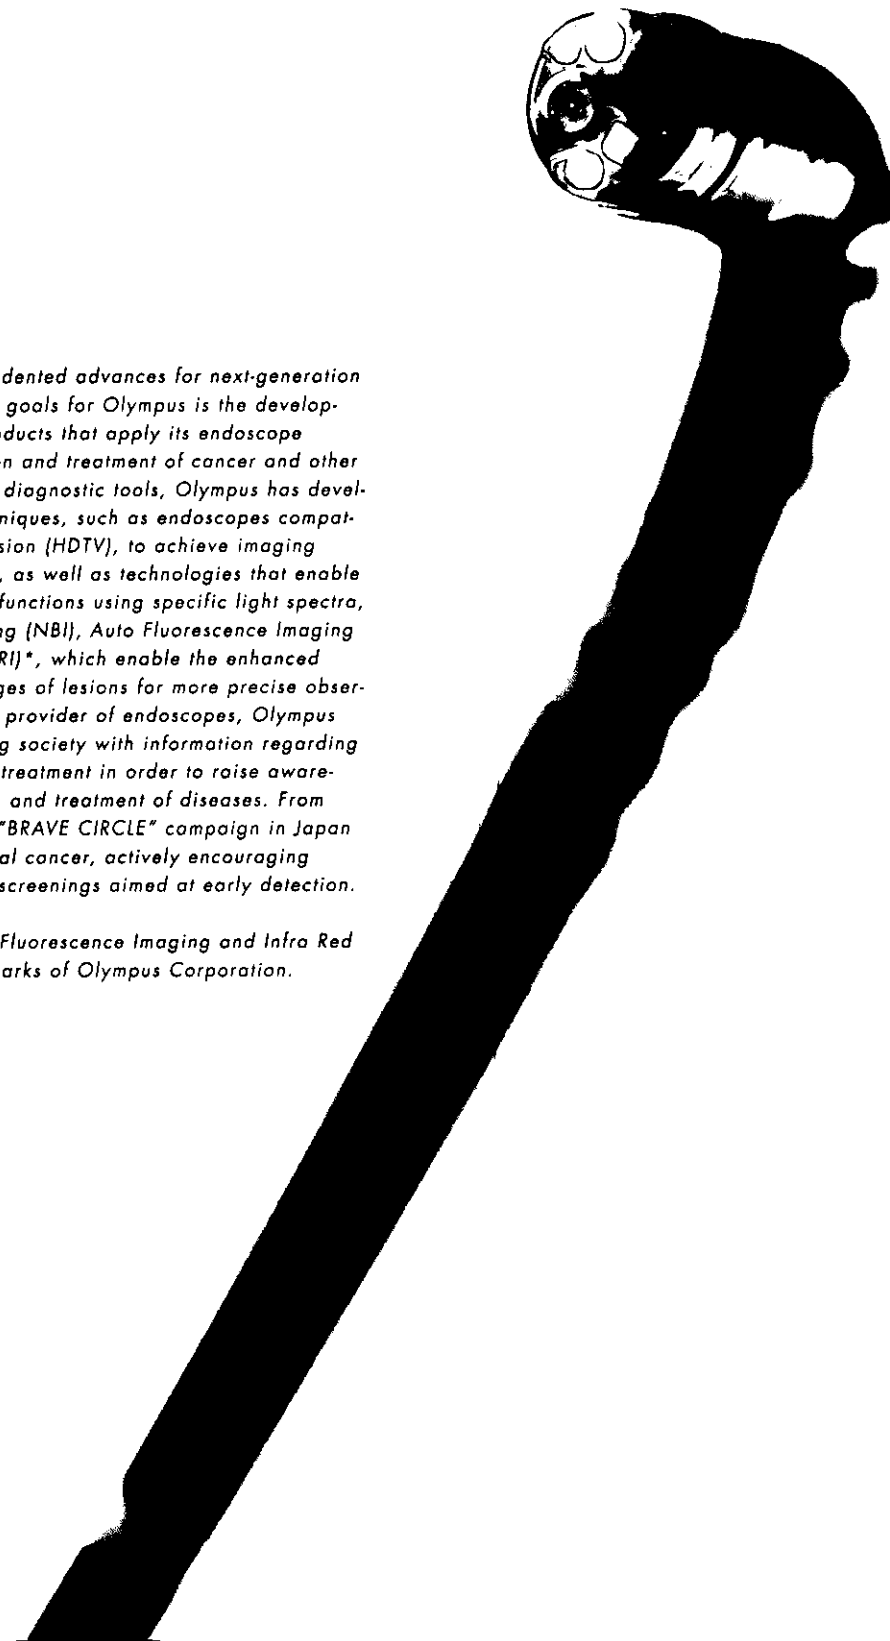 dented advances for next-generation
goals for Olympus is the develop-
ducts that apply its endoscope
n and treatment of cancer and other
diagnostic tools, Olympus has devel-
niques, such as endoscopes compat-
sion (HDTV), to achieve imaging
, as well as technologies that enable
functions using specific light spectra,
ng (NBI), Auto Fluorescence Imaging
RI)*, which enable the enhanced
ges of lesions for more precise obser-
provider of endoscopes, Olympus
g society with information regarding
treatment in order to raise aware-
and treatment of diseases. From
"BRAVE CIRCLE" campaign in Japan
al cancer, actively encouraging
screenings aimed at early detection.
Fluorescence Imaging and Infra Red
arks of Olympus Corporation.